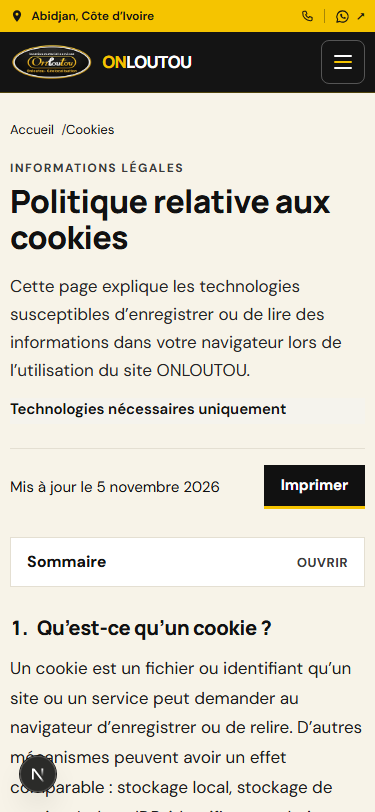 Abidjan, Côte d’Ivoire
Onloutou
ONLOUTOU
Accueil /Cookies
INFORMATIONS LÉGALES
Politique relative aux
cookies
Cette page explique les technologies
susceptibles d’enregistrer ou de lire des
informations dans votre navigateur lors de
l’utilisation du site ONLOUTOU.
Technologies nécessaires uniquement
Mis à jour le 5 novembre 2026
Imprimer
Sommaire
OUVRIR
1. Qu’est-ce qu’un cookie ?
Un cookie est un fichier ou identifiant qu’un
site ou un service peut demander au
navigateur d’enregistrer ou de relire. D’autres
mécanismes peuvent avoir un effet
comparable : stockage local, stockage de